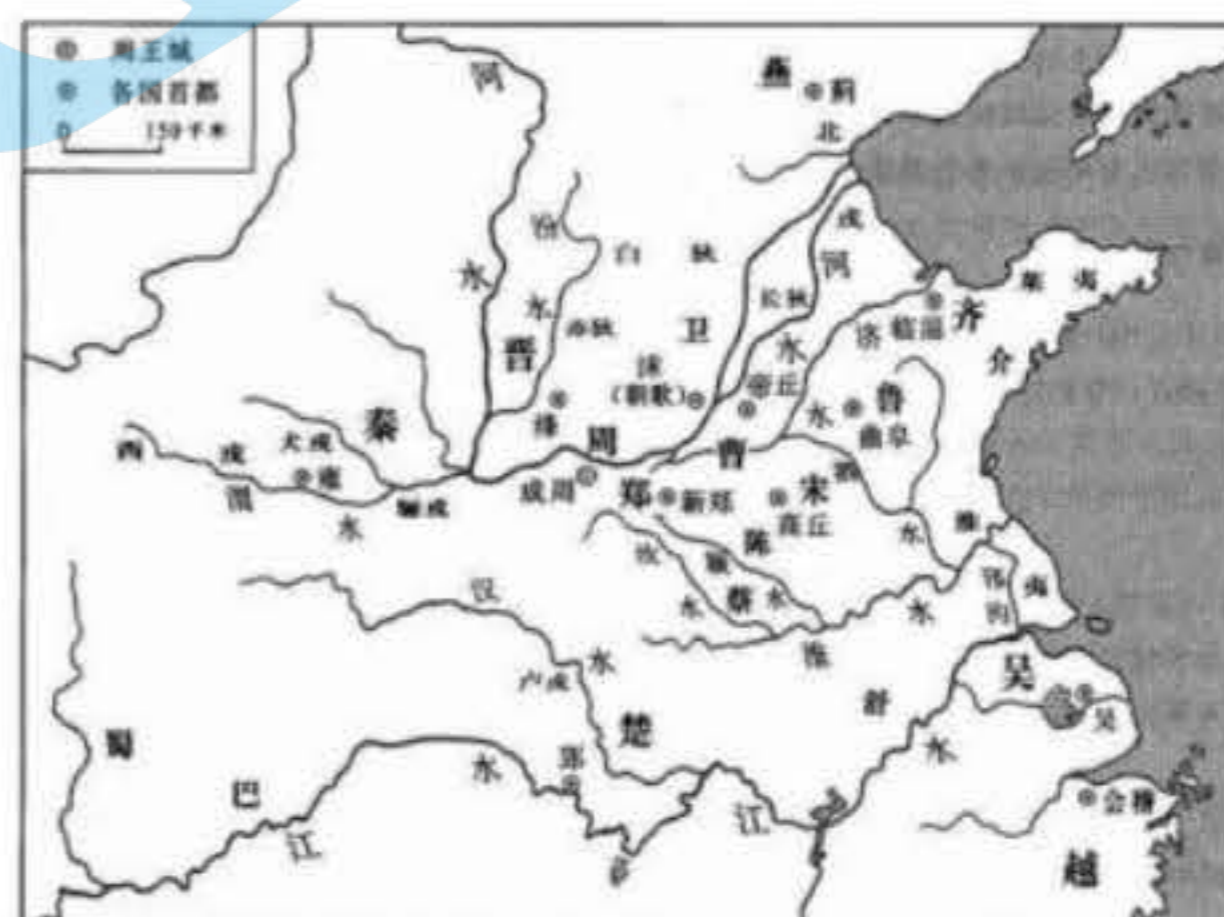 周王城
各国首都
0 150千米
燕
蓟
北
戎
河
水
汾
水
白 狄
赤狄
晋
卫
沫
(朝歌)
长狄
河
水
帝丘
济
水
临淄
齐
莱 夷
介
鲁
曲阜
秦
犬戎
雍
西 戎
渭
水
骊戎
绛
周
成周
曹
郑
新郑
宋
商丘
泗
水
陈
颍
水
蔡
汝
水
淮 夷
邗
沟
淮
水
汉
水
卢戎
楚
郢
舒
吴
吴
蜀
巴
江
水
江
水
会稽
越